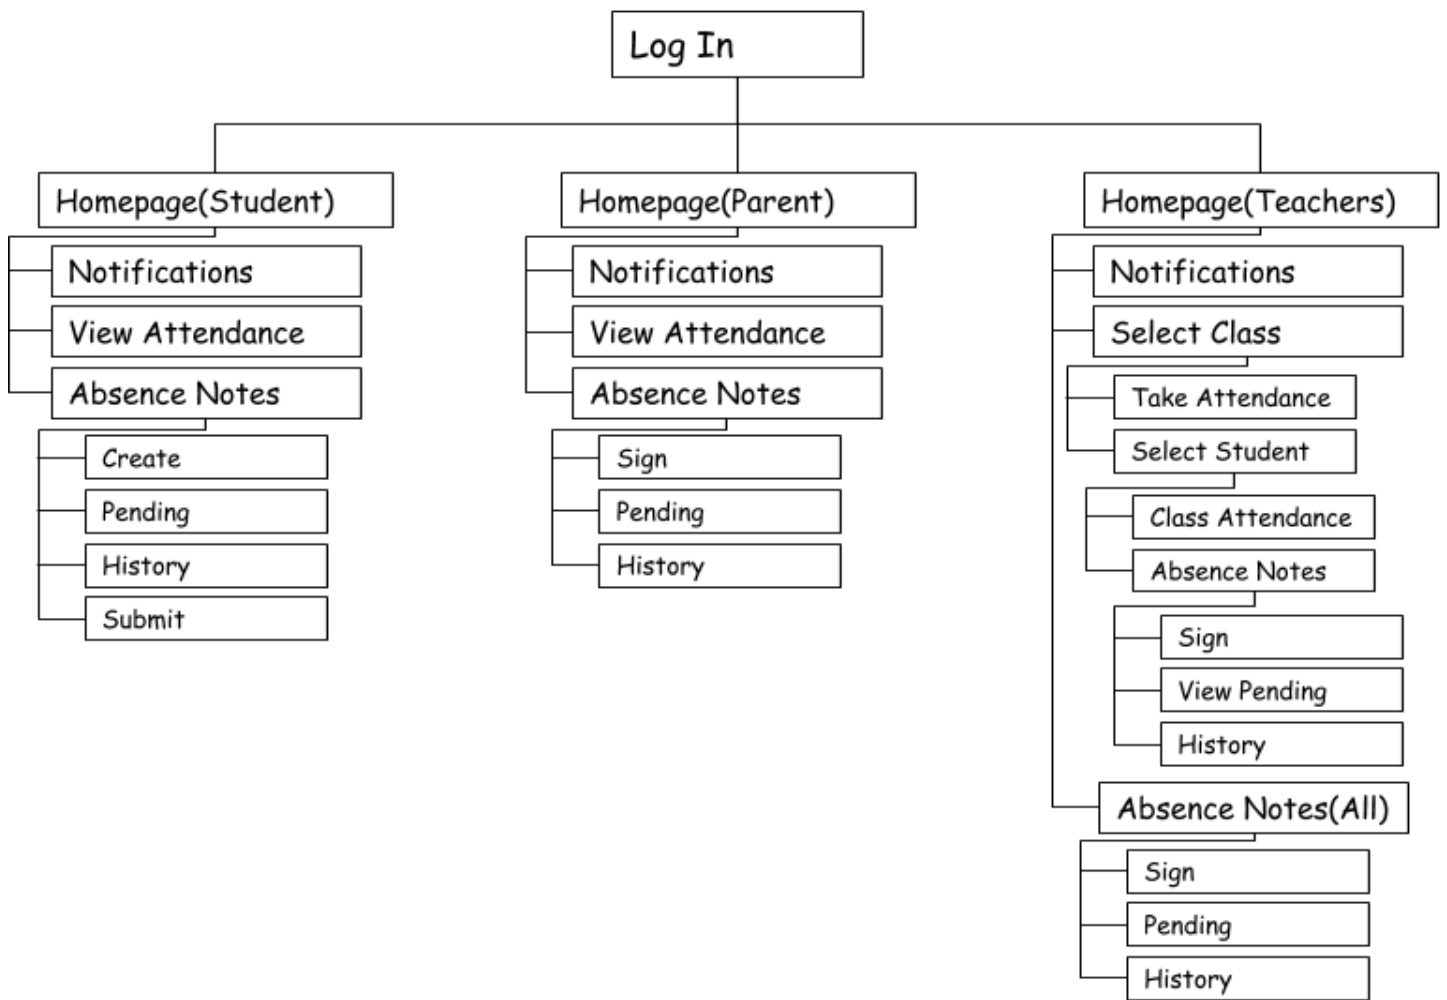 Log In
Homepage(Student)
Notifications
View Attendance
Absence Notes
Create
Pending
History
Submit
Homepage(Parent)
Notifications
View Attendance
Absence Notes
Sign
Pending
History
Homepage(Teachers)
Notifications
Select Class
Take Attendance
Select Student
Class Attendance
Absence Notes
Sign
View Pending
History
Absence Notes(All)
Sign
Pending
History